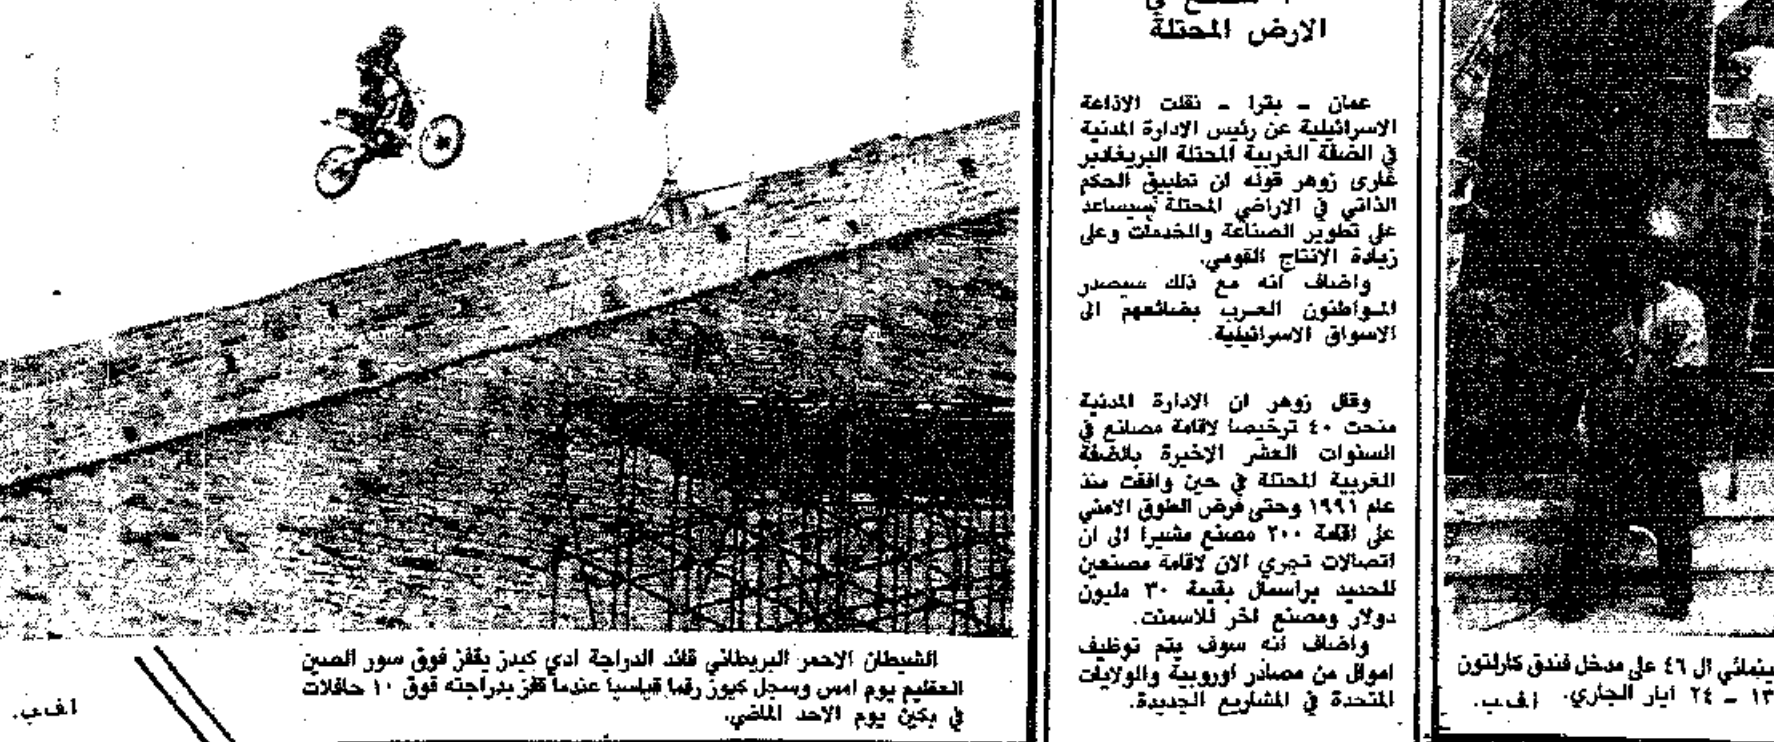 الارض المحتلة
عمان ـ بترا ـ نقلت الاذاعة
الاسرائيلية عن رئيس الادارة المدنية
في الضفة الغربية المحتلة البريغادير
غادى زوهر قوله ان تطبيق الحكم
الذاتي في الاراضي المحتلة سيساعد
على تطوير الصناعة والخدمات وعلى
زيادة الانتاج القومي.
واضاف انه مع ذلك سيصدر
المواطنون العرب بضائعهم الى
الاسواق الاسرائيلية.
وقال زوهر ان الادارة المدنية
منحت ٤٠ ترخيصا لاقامة مصانع في
السنوات العشر الاخيرة بالضفة
الغربية المحتلة في حين وافقت منذ
عام ١٩٩١ وحتى فرض الطوق الامني
على اقامة ٢٠٠ مصنع مشيرا الى ان
اتصالات تجري الان لاقامة مصنعين
للحديد براسمال بقيمة ٣٠ مليون
دولار ومصنع اخر للاسمنت.
واضاف انه سوف يتم توظيف
اموال من مصادر اوروبية والولايات
المتحدة في المشاريع الجديدة.
ال ٤٦ على مدخل فندق كارلتون
١٣ ـ ٢٤ ايار الجاري. ا.ف.ب.
الشيطان الاحمر البريطاني قائد الدراجة ادي كيدز يقفز فوق سور الصين
العظيم يوم امس وسجل كيوز رقما قياسيا عندما قفز بدراجته فوق ١٠ حافلات
في بكين يوم الاحد الماضي.
ا.ف.ب.